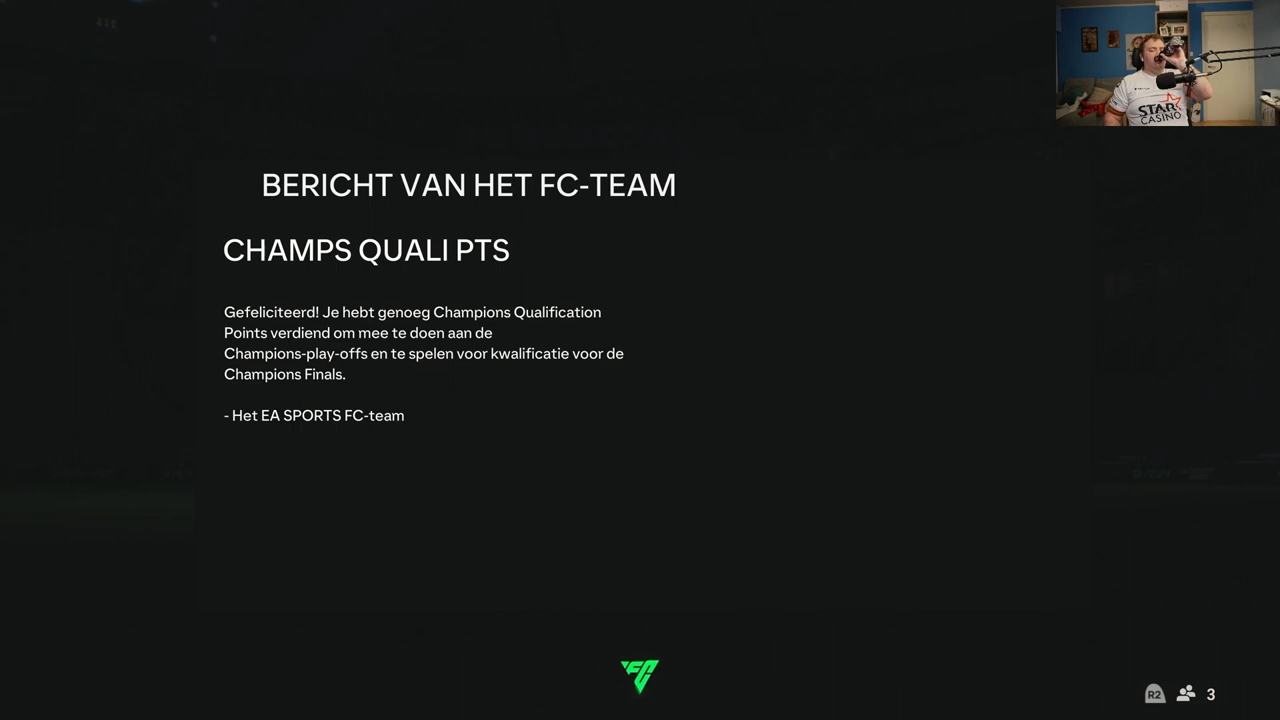 STAR
CASINO
BERICHT VAN HET FC-TEAM
CHAMPS QUALI PTS
Gefeliciteerd! Je hebt genoeg Champions Qualification
Points verdiend om mee te doen aan de
Champions-play-offs en te spelen voor kwalificatie voor de
Champions Finals.
- Het EA SPORTS FC-team
FC
R2 3